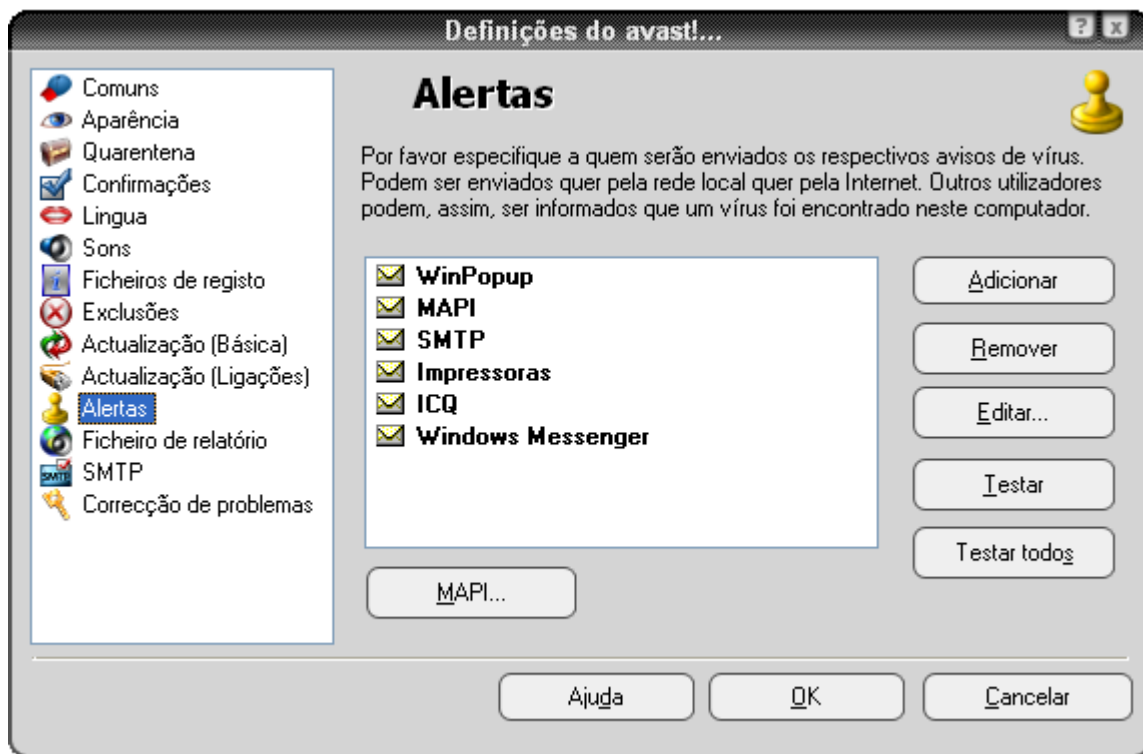 Definições do avast!...
Comuns
Aparência
Quarentena
Confirmações
Lingua
Sons
Ficheiros de registo
Exclusões
Actualização (Básica)
Actualização (Ligações)
Alertas
Ficheiro de relatório
SMTP
Correcção de problemas
Alertas
Por favor especifique a quem serão enviados os respectivos avisos de vírus.
Podem ser enviados quer pela rede local quer pela Internet. Outros utilizadores
podem, assim, ser informados que um vírus foi encontrado neste computador.
WinPopup
MAPI
SMTP
Impressoras
ICQ
Windows Messenger
Adicionar
Remover
Editar...
Testar
Testar todos
MAPI...
Ajuda
OK
Cancelar